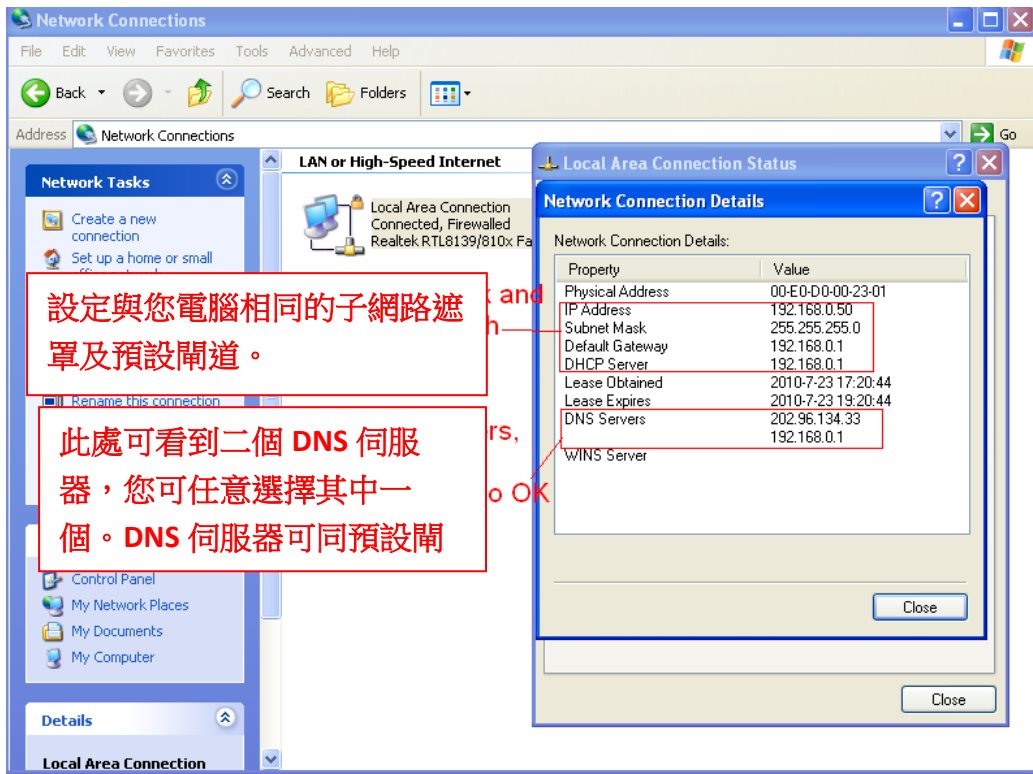 Network Connections
File Edit View Favorites Tools Advanced Help
Back Search Folders
Address Network Connections Go
Network Tasks
Create a new
connection
Set up a home or small
設定與您電腦相同的子網路遮
罩及預設閘道。
Rename this connection
此處可看到二個 DNS 伺服
器，您可任意選擇其中一
個。DNS 伺服器可同預設閘
Control Panel
My Network Places
My Documents
My Computer
Details
Local Area Connection
LAN or High-Speed Internet
Local Area Connection
Connected, Firewalled
Realtek RTL8139/810x Fa
and
OK
Local Area Connection Status
Network Connection Details
Network Connection Details:
Property Value
Physical Address 00-E0-D0-00-23-01
IP Address 192.168.0.50
Subnet Mask 255.255.255.0
Default Gateway 192.168.0.1
DHCP Server 192.168.0.1
Lease Obtained 2010-7-23 17:20:44
Lease Expires 2010-7-23 19:20:44
DNS Servers 202.96.134.33
192.168.0.1
WINS Server
Close
Close